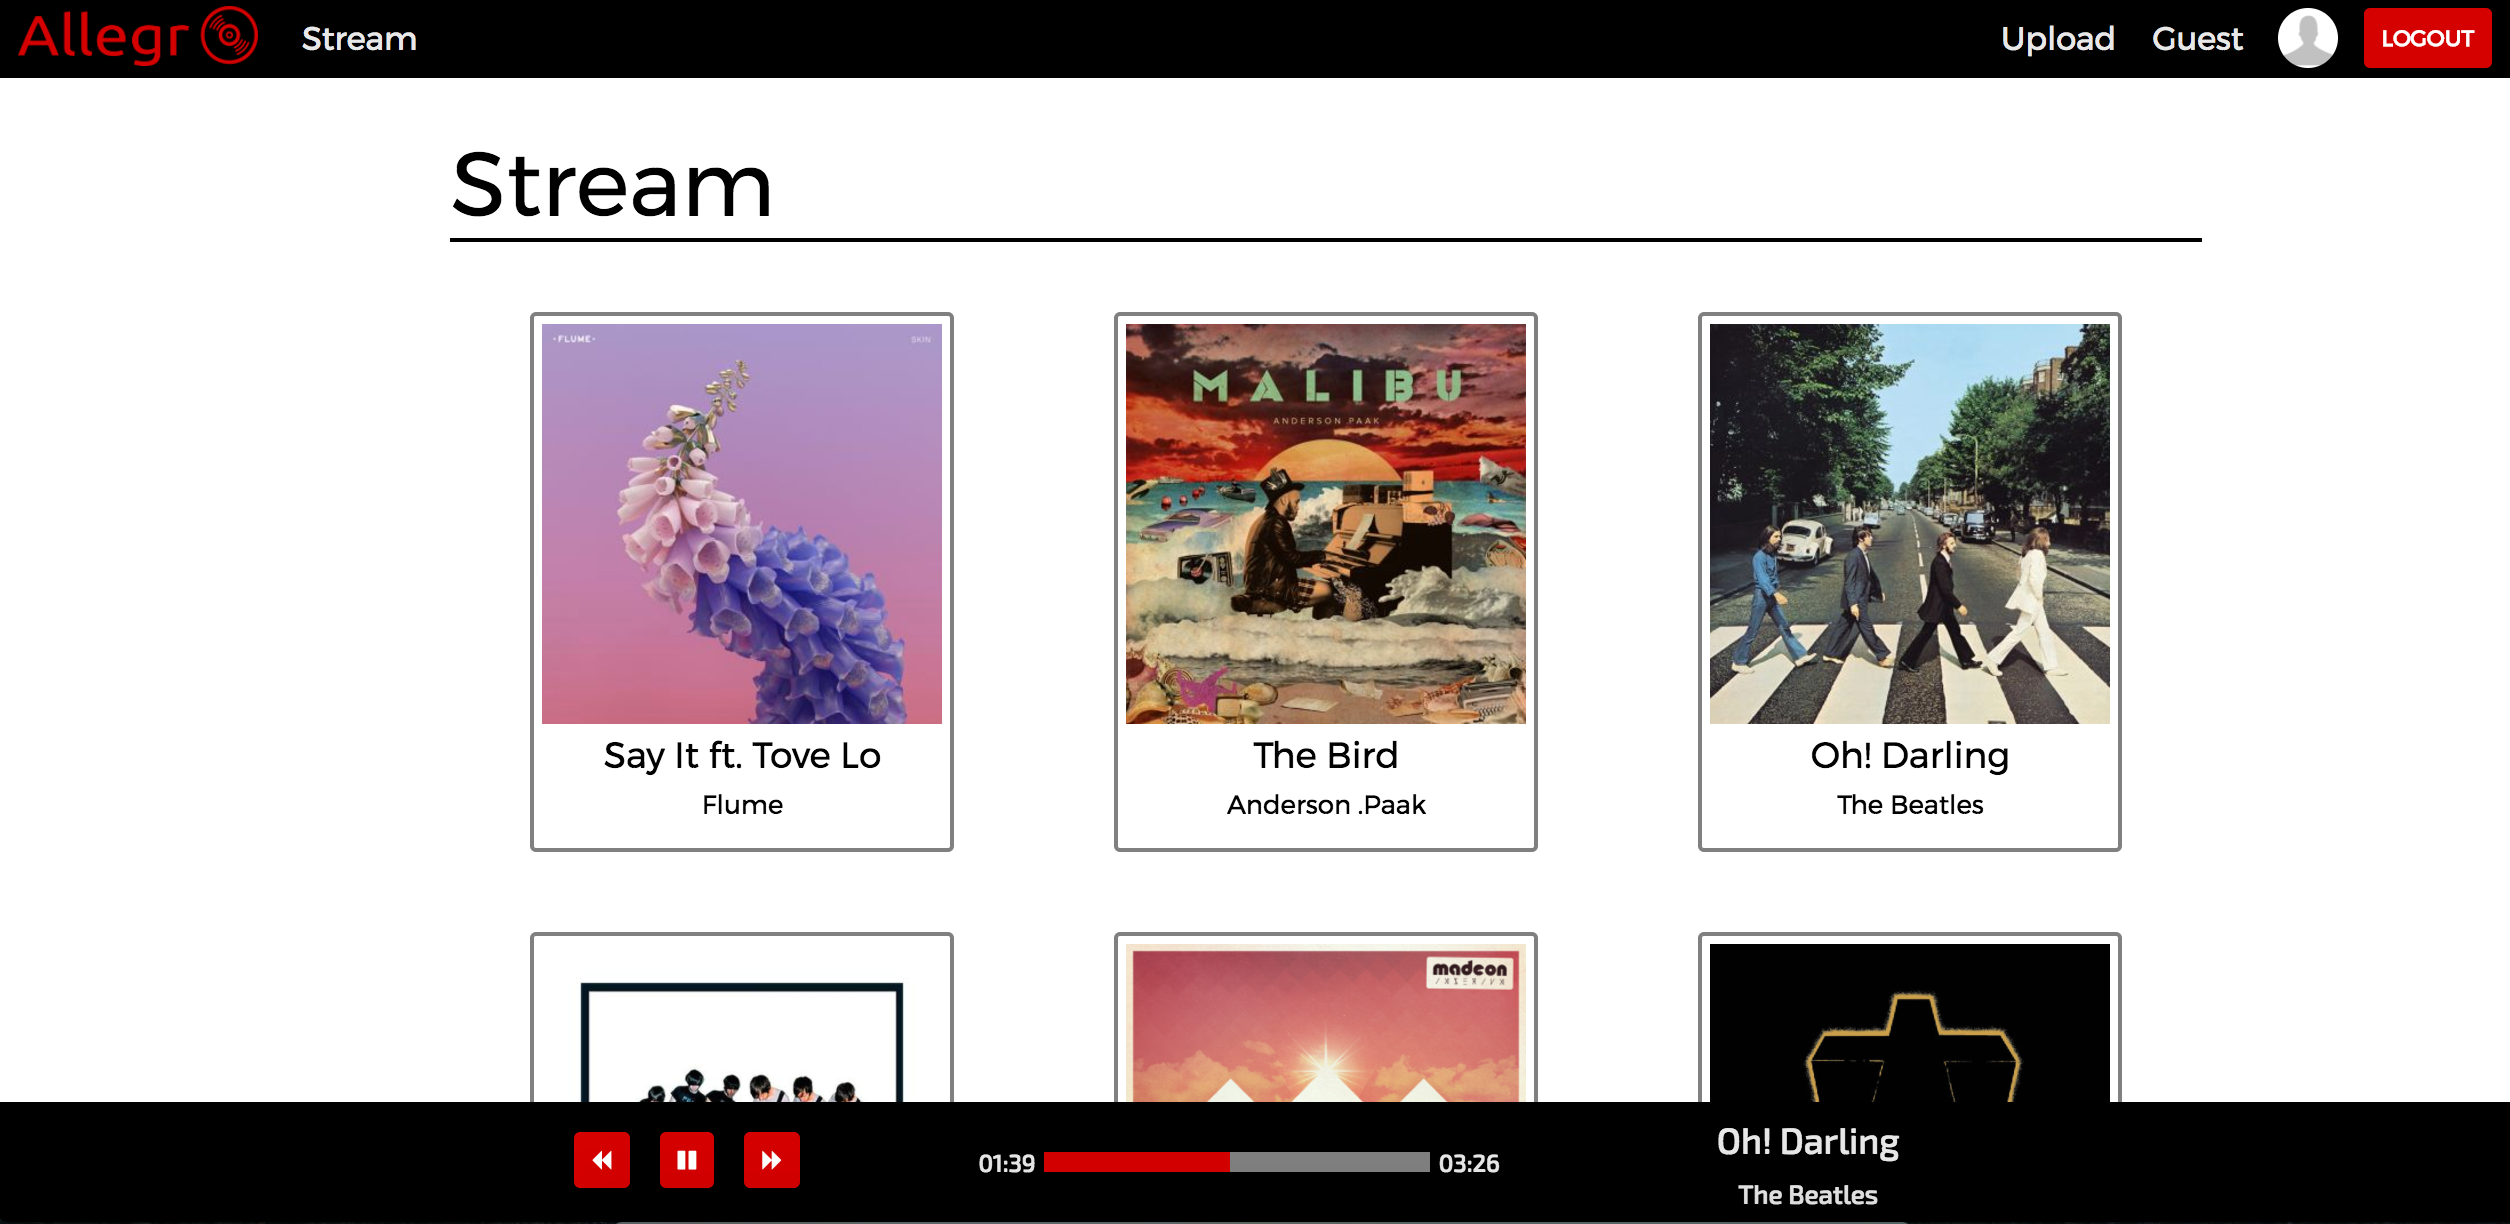 Allegro
Stream
Upload
Guest
LOGOUT
Stream
·FLUME·
SKIN
MALIBU
ANDERSON .PAAK
Say It ft. Tove Lo
Flume
The Bird
Anderson .Paak
Oh! Darling
The Beatles
madeon
01:39
03:26
Oh! Darling
The Beatles